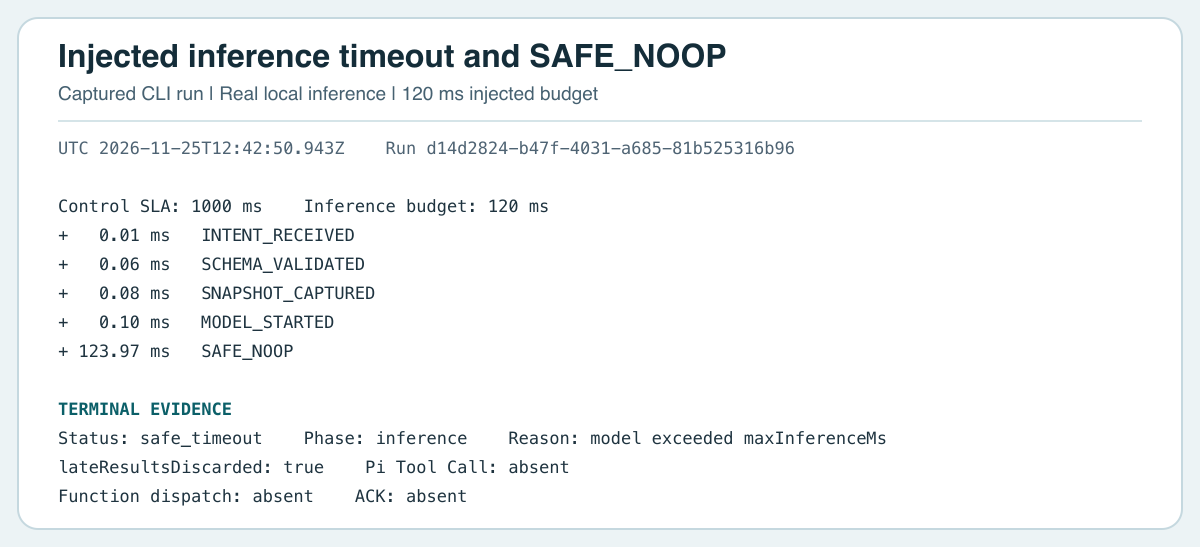 Injected inference timeout and SAFE_NOOP
Captured CLI run | Real local inference | 120 ms injected budget
UTC 2026-11-25T12:42:50.943Z    Run d14d2824-b47f-4031-a685-81b525316b96
Control SLA: 1000 ms    Inference budget: 120 ms
+   0.01 ms   INTENT_RECEIVED
+   0.06 ms   SCHEMA_VALIDATED
+   0.08 ms   SNAPSHOT_CAPTURED
+   0.10 ms   MODEL_STARTED
+ 123.97 ms   SAFE_NOOP
TERMINAL EVIDENCE
Status: safe_timeout    Phase: inference    Reason: model exceeded maxInferenceMs
lateResultsDiscarded: true    Pi Tool Call: absent
Function dispatch: absent    ACK: absent